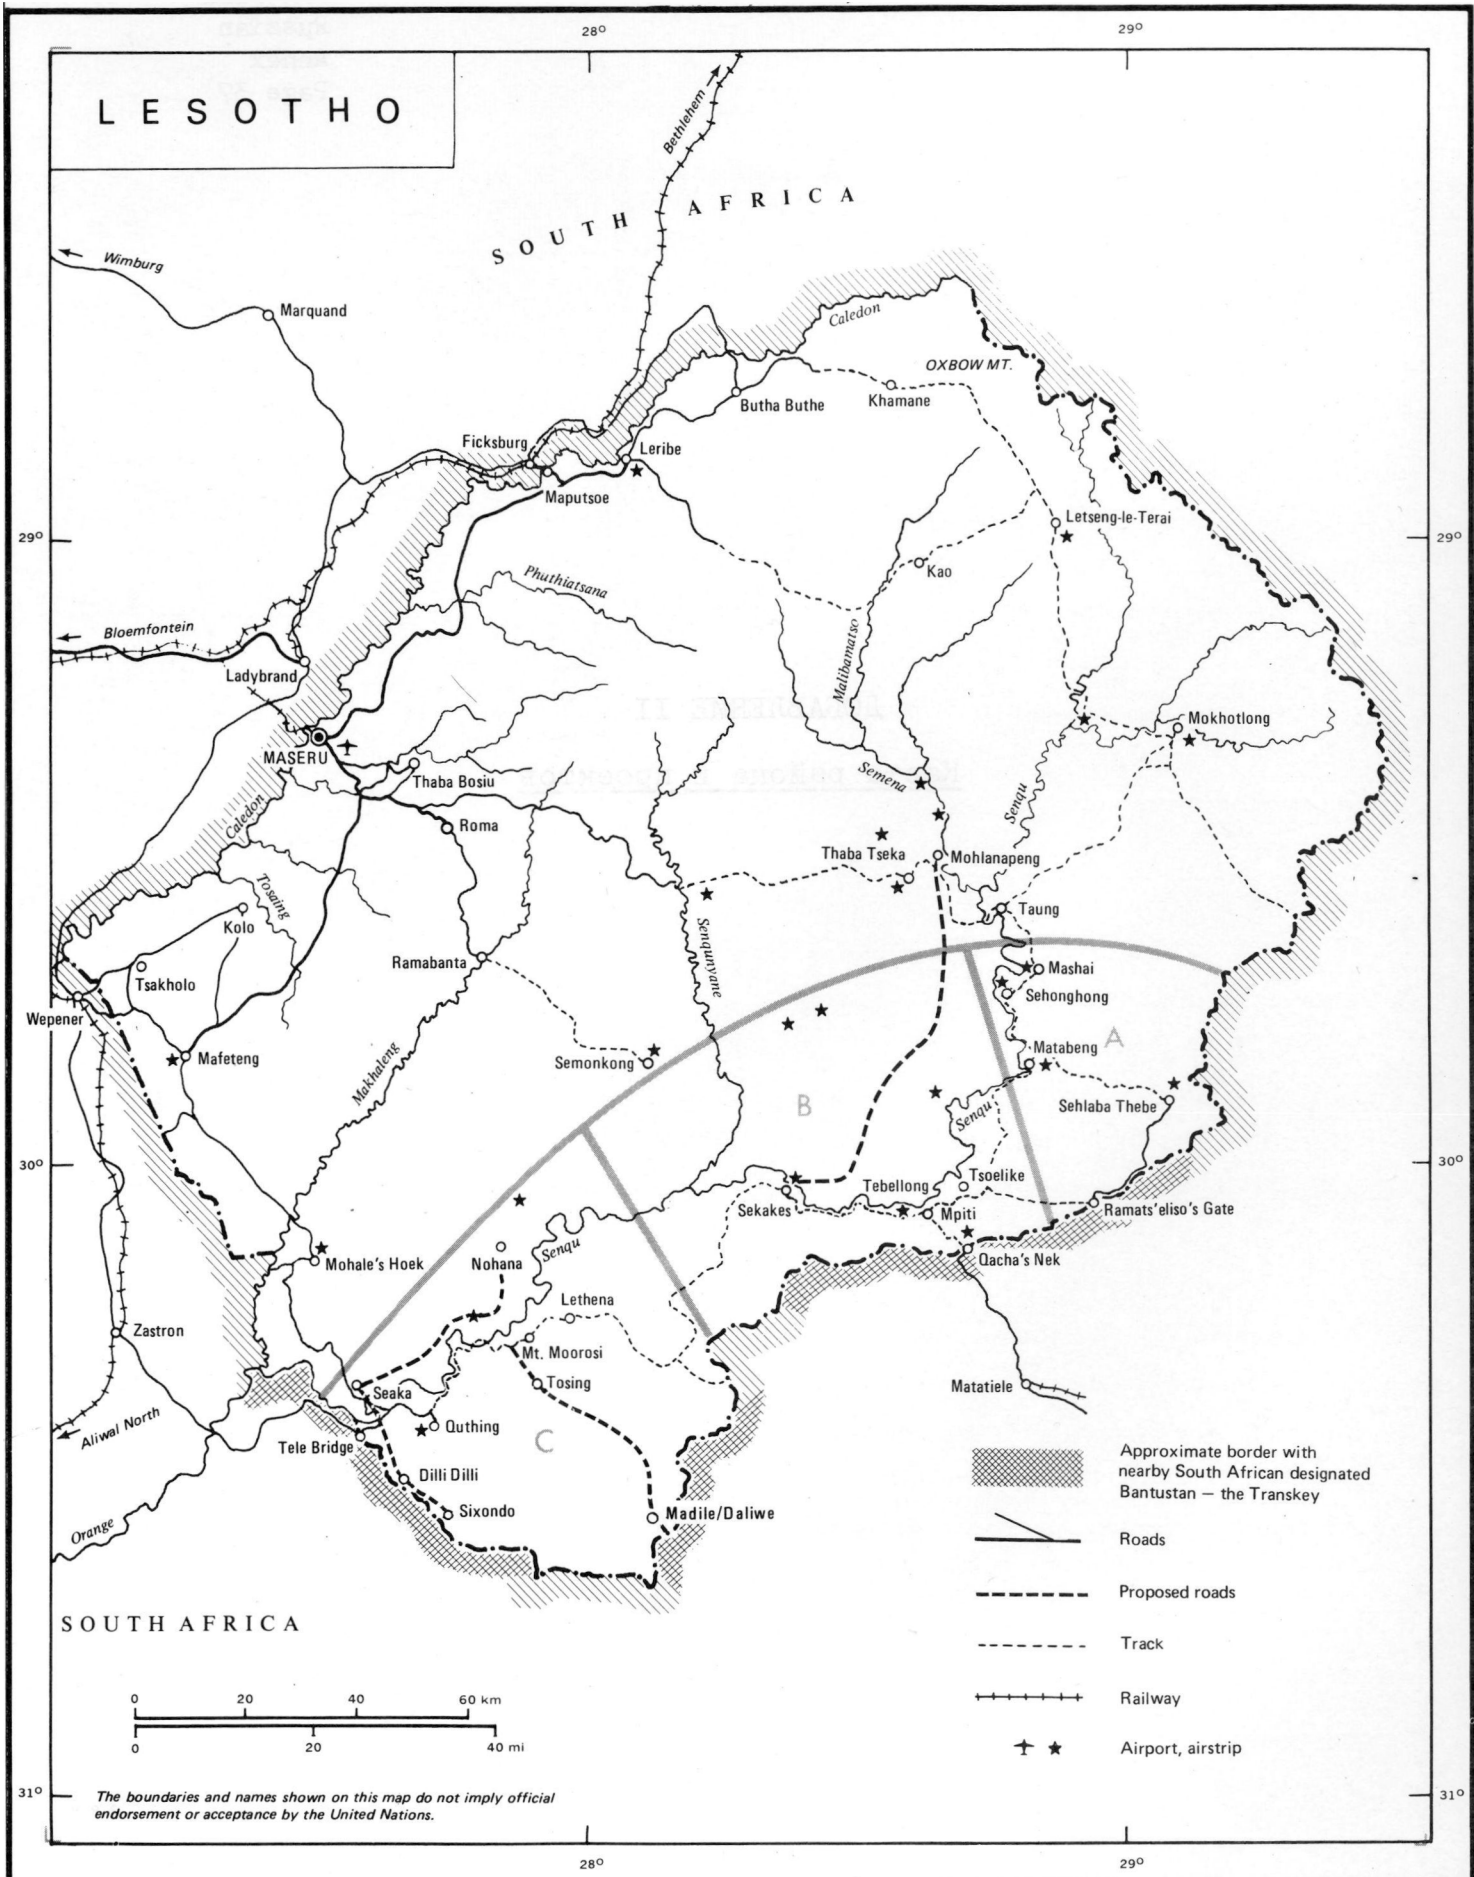 28°
29°
LESOTHO
Bethlehem
SOUTH AFRICA
Wimburg
Marquand
Caledon
OXBOW MT.
Butha Buthe
Khamane
Ficksburg
Leribe
Maputsoe
Letseng-le-Terai
29°
29°
Kao
Phuthiatsana
Bloemfontein
Malibamatso
Ladybrand
Mokhotlong
MASERU
Thaba Bosiu
Semena
Senqu
Caledon
Roma
Thaba Tseka
Mohlanapeng
Tosaing
Kolo
Taung
Senqunyane
Ramabanta
Mashai
Tsakholo
Sehonghong
Wepener
A
Matabeng
Mafeteng
Semonkong
Makhaleng
B
Senqu
Sehlaba Thebe
30°
30°
Tsoelike
Tebellong
Sekakes
Mpiti
Ramats'eliso's Gate
Senqu
Mohale's Hoek
Nohana
Qacha's Nek
Lethena
Zastron
Mt. Moorosi
Tosing
Seaka
Matatiele
Aliwal North
Quthing
C
Tele Bridge
Dilli Dilli
Sixondo
Madile/Daliwe
Orange
Approximate border with
nearby South African designated
Bantustan — the Transkey
Roads
Proposed roads
Track
Railway
Airport, airstrip
SOUTH AFRICA
0 20 40 60 km
0 20 40 mi
31°
31°
The boundaries and names shown on this map do not imply official
endorsement or acceptance by the United Nations.
28°
29°